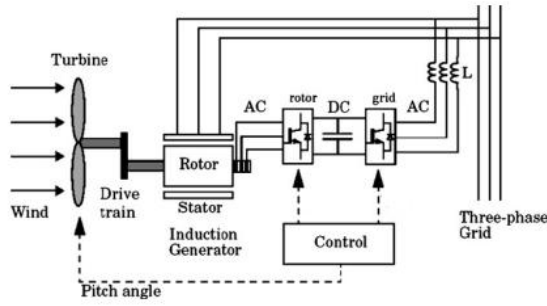 Turbine
Wind
Drive
train
Rotor
Stator
Induction
Generator
AC
rotor
DC
grid
AC
L
Control
Three-phase
Grid
Pitch angle